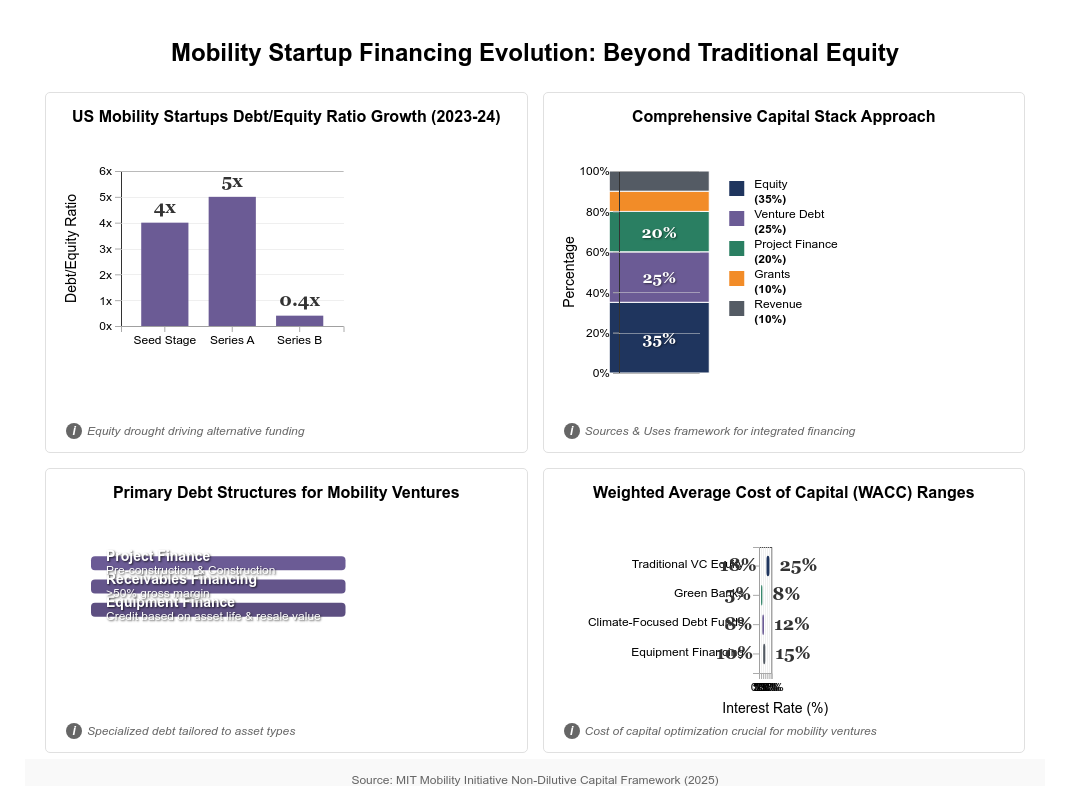 Mobility Startup Financing Evolution: Beyond Traditional Equity
US Mobility Startups Debt/Equity Ratio Growth (2023-24)
6x
5x
4x
3x
2x
1x
0x
Debt/Equity Ratio
4x
5x
0.4x
Seed Stage
Series A
Series B
i Equity drought driving alternative funding
Comprehensive Capital Stack Approach
100%
80%
60%
40%
20%
0%
Percentage
20%
25%
35%
Equity
(35%)
Venture Debt
(25%)
Project Finance
(20%)
Grants
(10%)
Revenue
(10%)
i Sources & Uses framework for integrated financing
Primary Debt Structures for Mobility Ventures
Project Finance
Pre-construction & Construction
Receivables Financing
>50% gross margin
Equipment Finance
Credit based on asset life & resale value
i Specialized debt tailored to asset types
Weighted Average Cost of Capital (WACC) Ranges
Traditional VC Equity 18% 25%
Green Banks 5% 8%
Climate-Focused Debt Funds 8% 12%
Equipment Financing 10% 15%
Interest Rate (%)
i Cost of capital optimization crucial for mobility ventures
Source: MIT Mobility Initiative Non-Dilutive Capital Framework (2025)